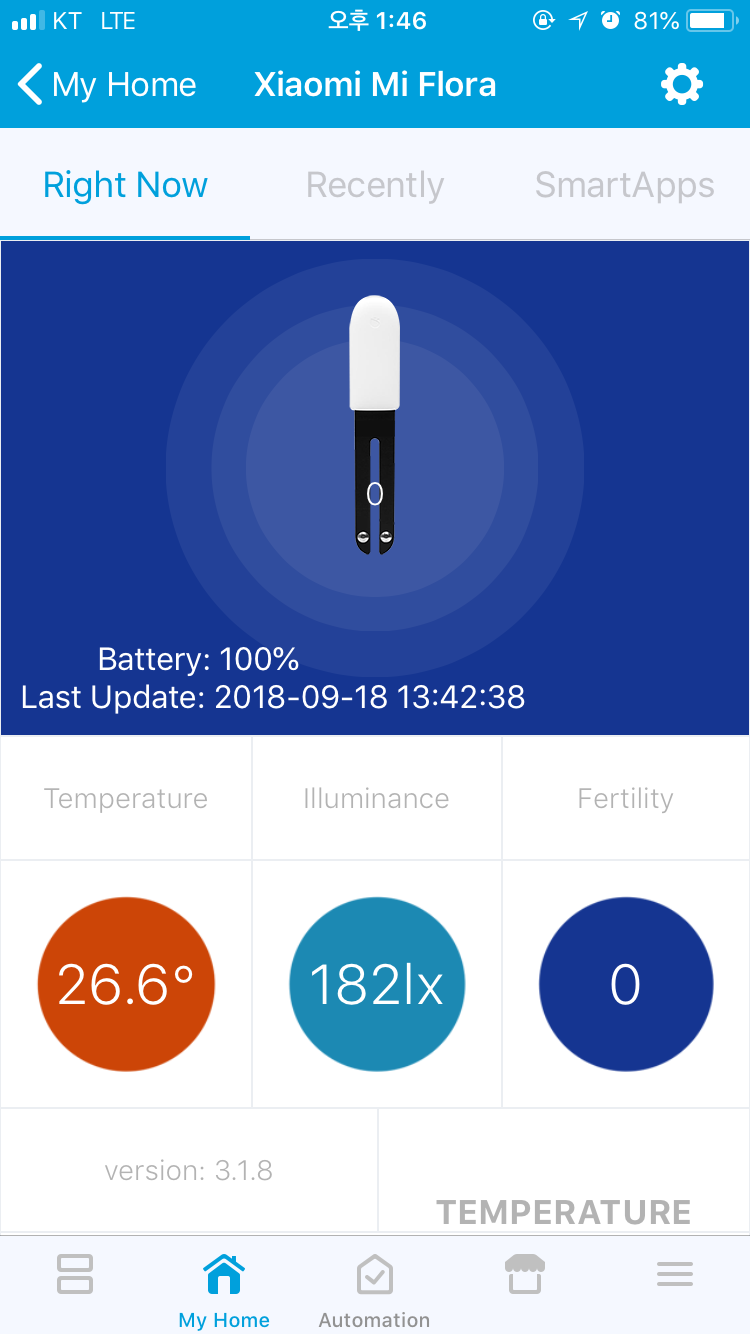 KT LTE 오후 1:46 81%
My Home Xiaomi Mi Flora
Right Now Recently SmartApps
0
Battery: 100%
Last Update: 2018-09-18 13:42:38
Temperature Illuminance Fertility
26.6° 182lx 0
version: 3.1.8
TEMPERATURE
My Home Automation